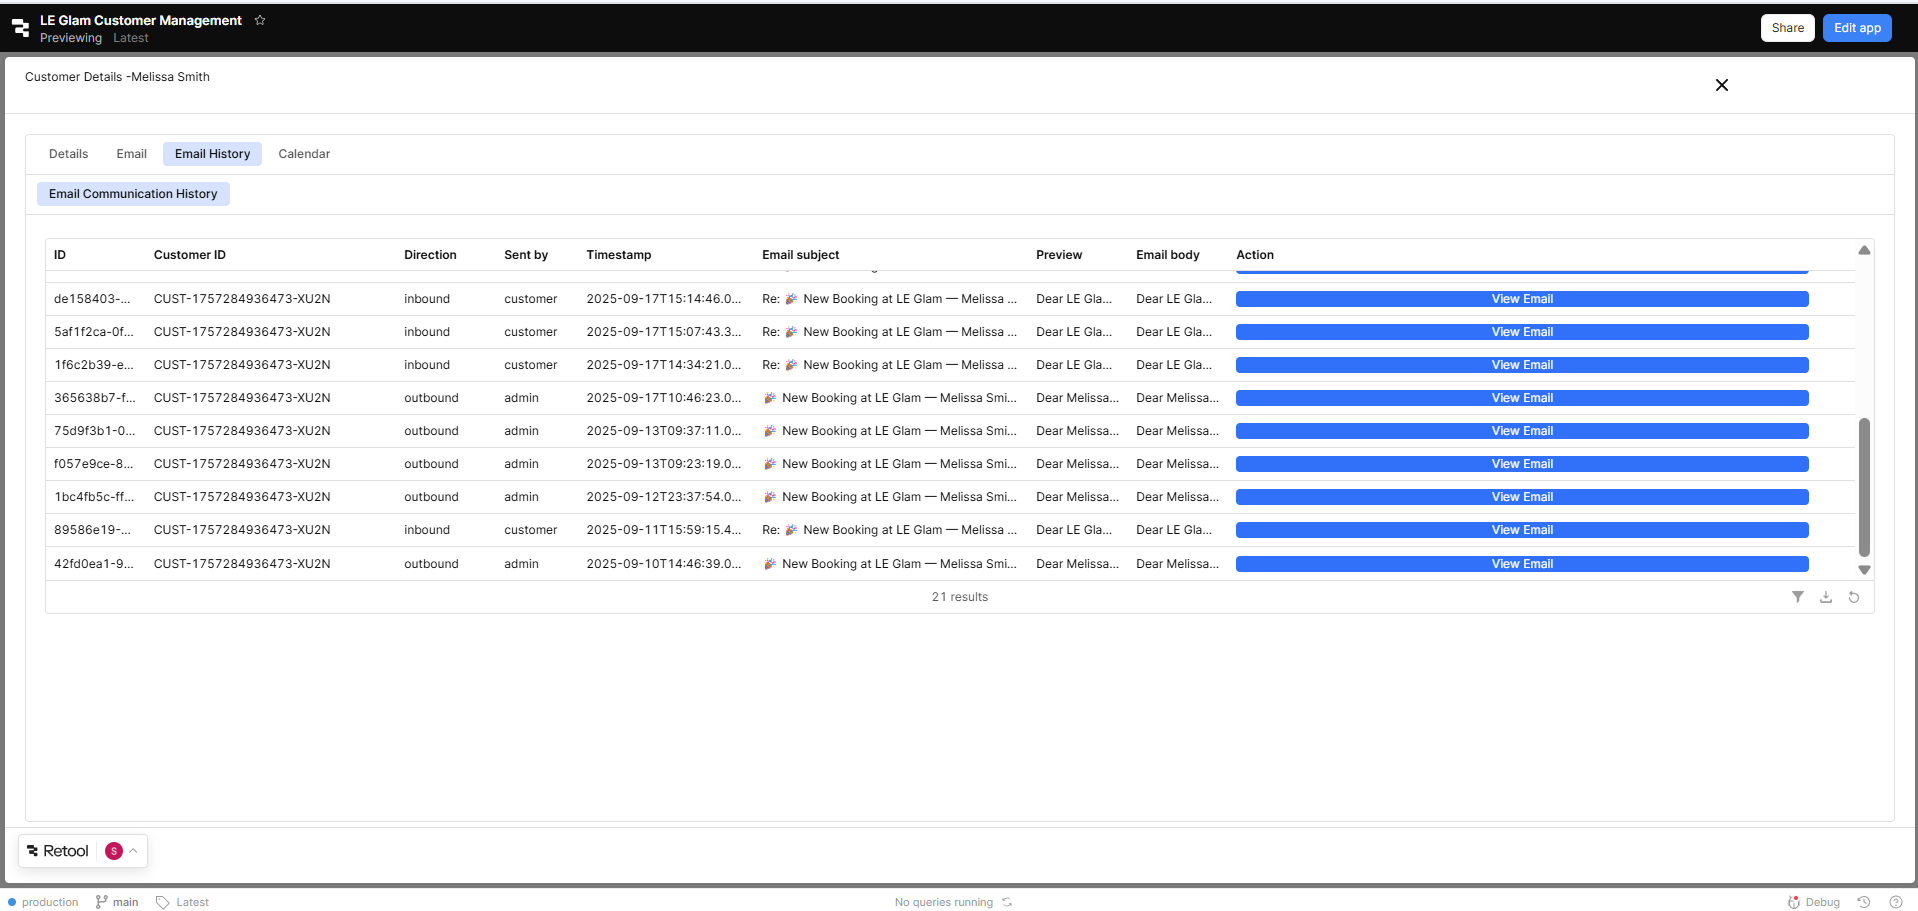 LE Glam Customer Management
Previewing Latest
Share
Edit app
Customer Details -Melissa Smith
Details Email Email History Calendar
Email Communication History
ID Customer ID Direction Sent by Timestamp Email subject Preview Email body Action
de158403-... CUST-1757284936473-XU2N inbound customer 2025-09-17T15:14:46.0... Re: 🎉 New Booking at LE Glam — Melissa ... Dear LE Gla... Dear LE Gla... View Email
5af1f2ca-0f... CUST-1757284936473-XU2N inbound customer 2025-09-17T15:07:43.3... Re: 🎉 New Booking at LE Glam — Melissa ... Dear LE Gla... Dear LE Gla... View Email
1f6c2b39-e... CUST-1757284936473-XU2N inbound customer 2025-09-17T14:34:21.0... Re: 🎉 New Booking at LE Glam — Melissa ... Dear LE Gla... Dear LE Gla... View Email
365638b7-f... CUST-1757284936473-XU2N outbound admin 2025-09-17T10:46:23.0... 🎉 New Booking at LE Glam — Melissa Smi... Dear Melissa... Dear Melissa... View Email
75d9f3b1-0... CUST-1757284936473-XU2N outbound admin 2025-09-13T09:37:11.0... 🎉 New Booking at LE Glam — Melissa Smi... Dear Melissa... Dear Melissa... View Email
f057e9ce-8... CUST-1757284936473-XU2N outbound admin 2025-09-13T09:23:19.0... 🎉 New Booking at LE Glam — Melissa Smi... Dear Melissa... Dear Melissa... View Email
1bc4fb5c-ff... CUST-1757284936473-XU2N outbound admin 2025-09-12T23:37:54.0... 🎉 New Booking at LE Glam — Melissa Smi... Dear Melissa... Dear Melissa... View Email
89586e19-... CUST-1757284936473-XU2N inbound customer 2025-09-11T15:59:15.4... Re: 🎉 New Booking at LE Glam — Melissa ... Dear LE Gla... Dear LE Gla... View Email
42fd0ea1-9... CUST-1757284936473-XU2N outbound admin 2025-09-10T14:46:39.0... 🎉 New Booking at LE Glam — Melissa Smi... Dear Melissa... Dear Melissa... View Email
21 results
Retool S
production main Latest No queries running Debug